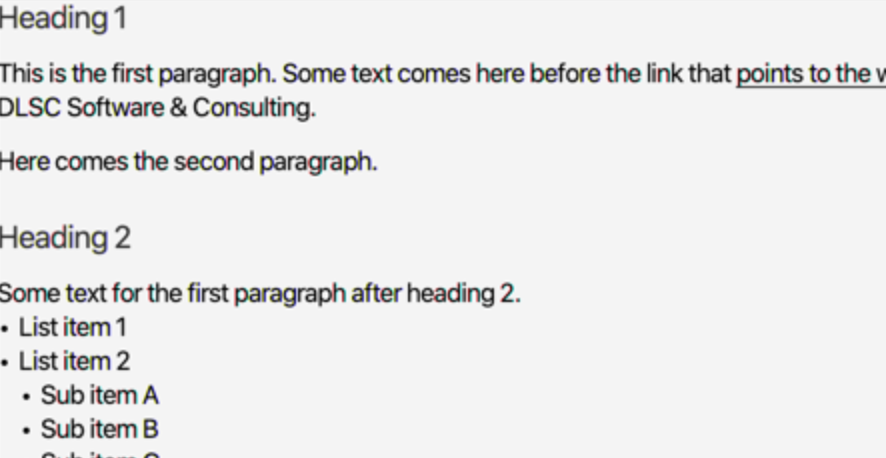 Heading 1
This is the first paragraph. Some text comes here before the link that points to the
DLSC Software & Consulting.
Here comes the second paragraph.
Heading 2
Some text for the first paragraph after heading 2.
• List item 1
• List item 2
• Sub item A
• Sub item B